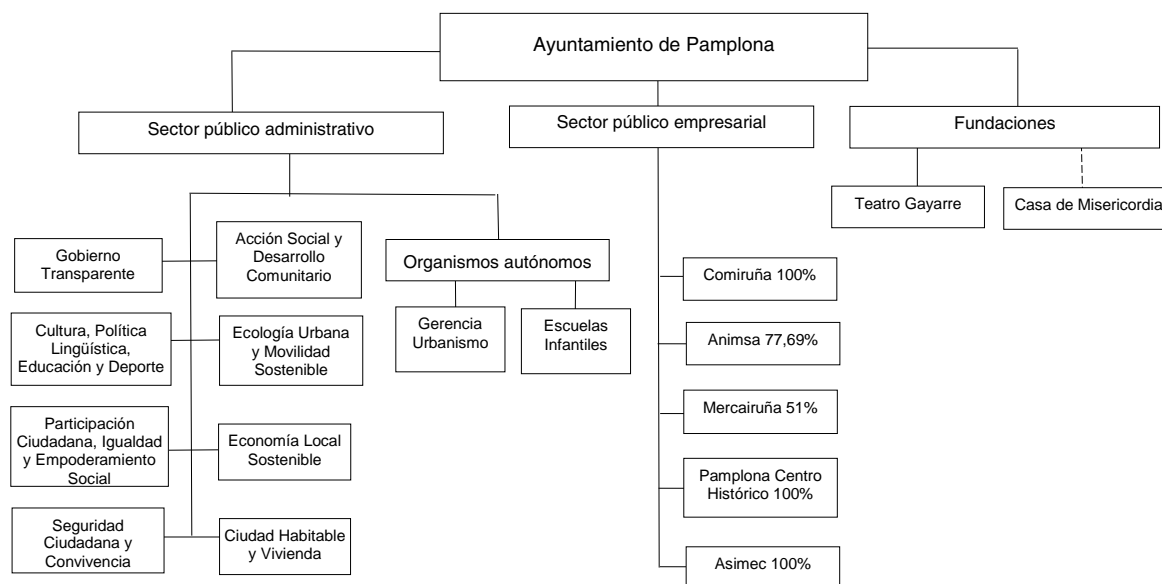 Ayuntamiento de Pamplona
Sector público administrativo
Sector público empresarial
Fundaciones
Teatro Gayarre
Casa de Misericordia
Gobierno
Transparente
Acción Social y
Desarrollo
Comunitario
Organismos autónomos
Gerencia
Urbanismo
Escuelas
Infantiles
Cultura, Política
Lingüística,
Educación y Deporte
Ecología Urbana
y Movilidad
Sostenible
Participación
Ciudadana, Igualdad
y Empoderamiento
Social
Economía Local
Sostenible
Seguridad
Ciudadana y
Convivencia
Ciudad Habitable
y Vivienda
Comiruña 100%
Animsa 77,69%
Mercairuña 51%
Pamplona Centro
Histórico 100%
Asimec 100%